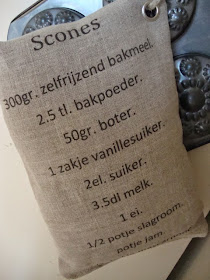 Scones
300gr. zelfrijzend bakmeel.
2.5 tl. bakpoeder.
50gr. boter.
1 zakje vanillesuiker.
2el. suiker.
3.5dl melk.
1 ei.
1/2 potje slagroom.
potje jam.